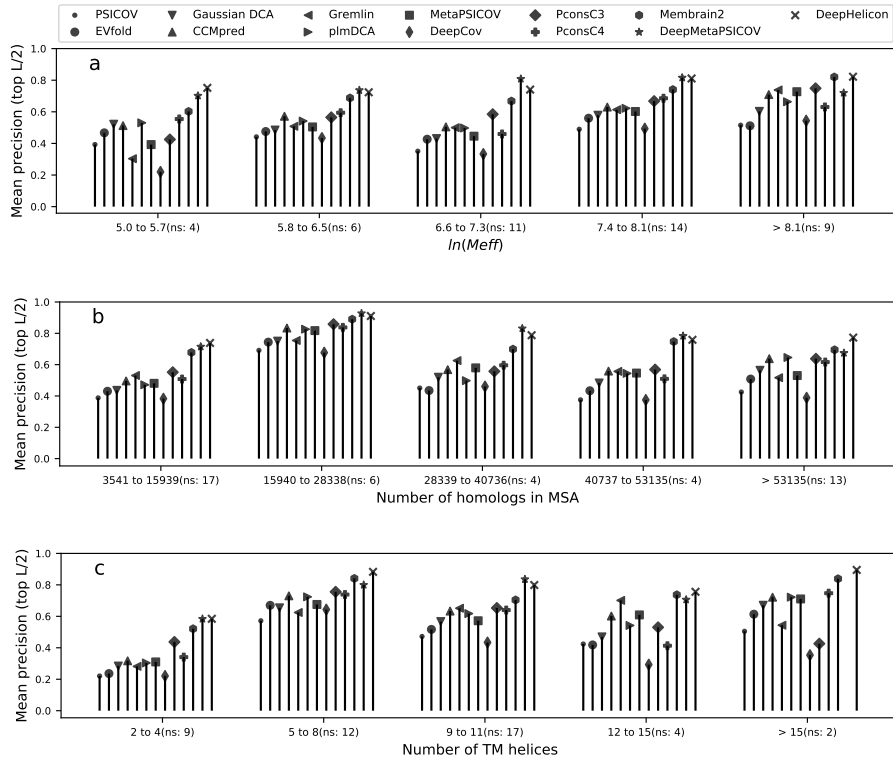 PSICOV Gaussian DCA Gremlin MetaPSICOV PconsC3 Membrain2 DeepHelicon
EVfold CCMpred plmDCA DeepCov PconsC4 DeepMetaPSICOV
a
Mean precision (top L/2)
1.0
0.8
0.6
0.4
0.2
0.0
5.0 to 5.7(ns: 4) 5.8 to 6.5(ns: 6) 6.6 to 7.3(ns: 11) 7.4 to 8.1(ns: 14) > 8.1(ns: 9)
ln(Meff)
b
Mean precision (top L/2)
1.0
0.8
0.6
0.4
0.2
0.0
3541 to 15939(ns: 17) 15940 to 28338(ns: 6) 28339 to 40736(ns: 4) 40737 to 53135(ns: 4) > 53135(ns: 13)
Number of homologs in MSA
c
Mean precision (top L/2)
1.0
0.8
0.6
0.4
0.2
0.0
2 to 4(ns: 9) 5 to 8(ns: 12) 9 to 11(ns: 17) 12 to 15(ns: 4) > 15(ns: 2)
Number of TM helices